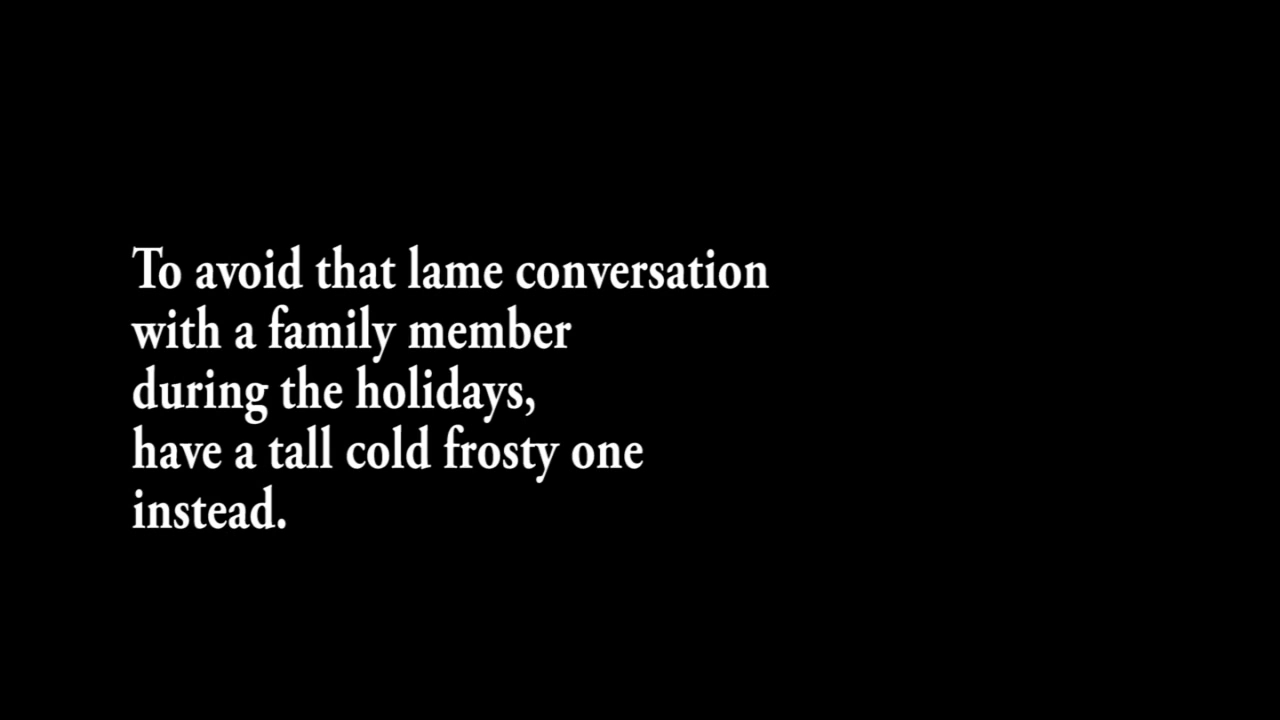 To avoid that lame conversation
with a family member
during the holidays,
have a tall cold frosty one
instead.